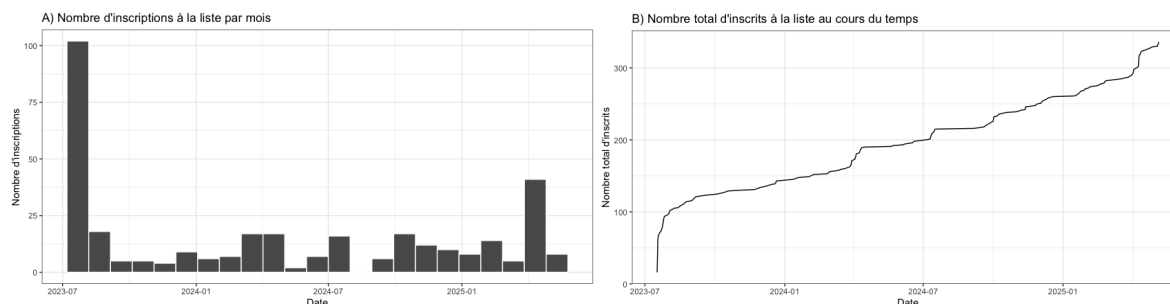 A) Nombre d'inscriptions à la liste par mois
Nombre d'inscriptions
100
75
50
25
0
2023-07
2024-01
2024-07
2025-01
Date
B) Nombre total d'inscrits à la liste au cours du temps
Nombre total d'inscrits
300
200
100
0
2023-07
2024-01
2024-07
2025-01
Date